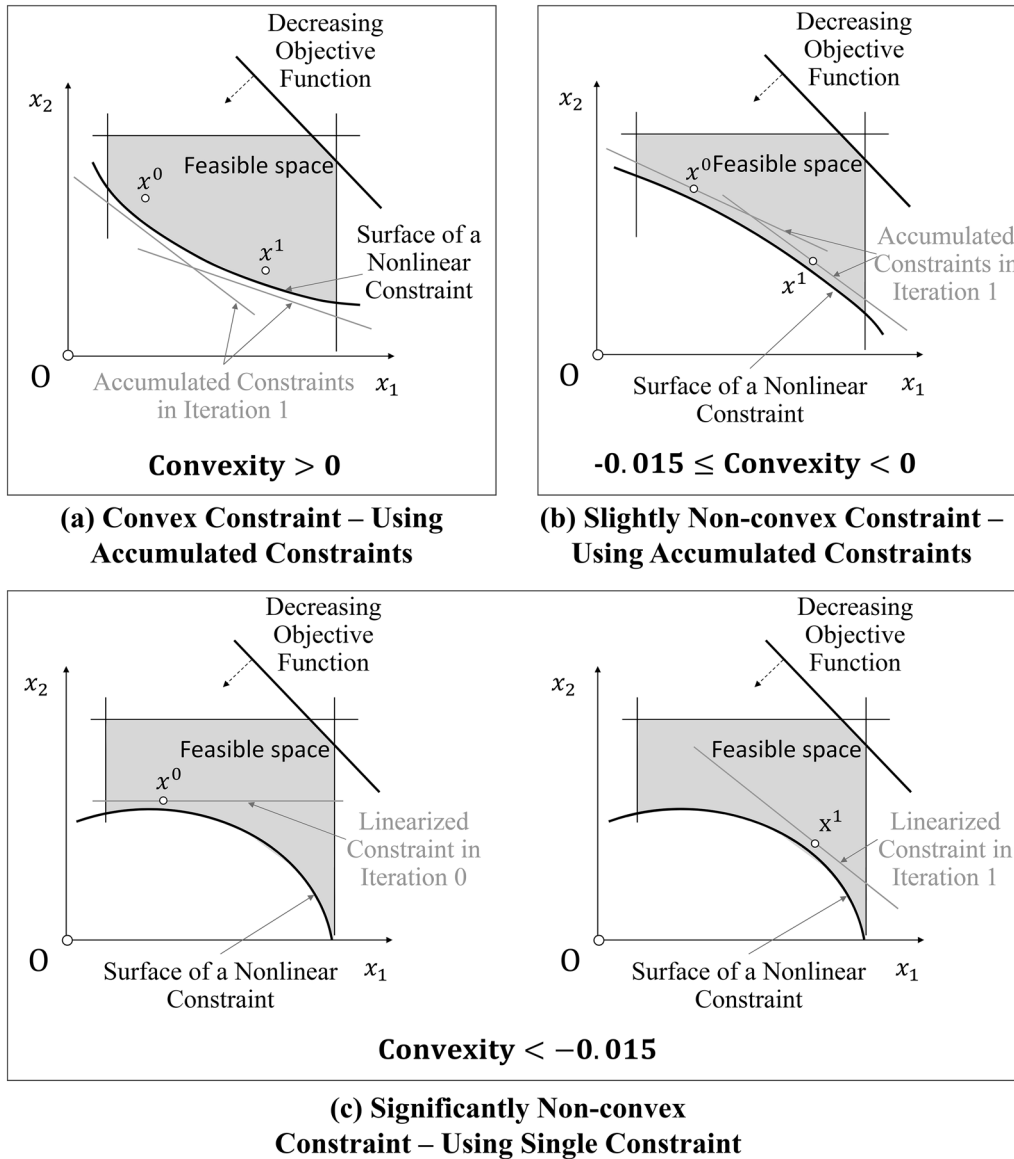 Decreasing
Objective
Function
x₂
Feasible space
x⁰
x¹
Surface of a
Nonlinear
Constraint
O
x₁
Accumulated Constraints
in Iteration 1
Convexity > 0
(a) Convex Constraint – Using
Accumulated Constraints
Decreasing
Objective
Function
x₂
x⁰
Feasible space
Accumulated
Constraints in
Iteration 1
x¹
O
x₁
Surface of a Nonlinear
Constraint
-0.015 ≤ Convexity < 0
(b) Slightly Non-convex Constraint –
Using Accumulated Constraints
Decreasing
Objective
Function
x₂
Feasible space
x⁰
Linearized
Constraint in
Iteration 0
O
x₁
Surface of a Nonlinear
Constraint
Decreasing
Objective
Function
x₂
Feasible space
x¹
Linearized
Constraint in
Iteration 1
O
x₁
Surface of a Nonlinear
Constraint
Convexity < −0.015
(c) Significantly Non-convex
Constraint – Using Single Constraint